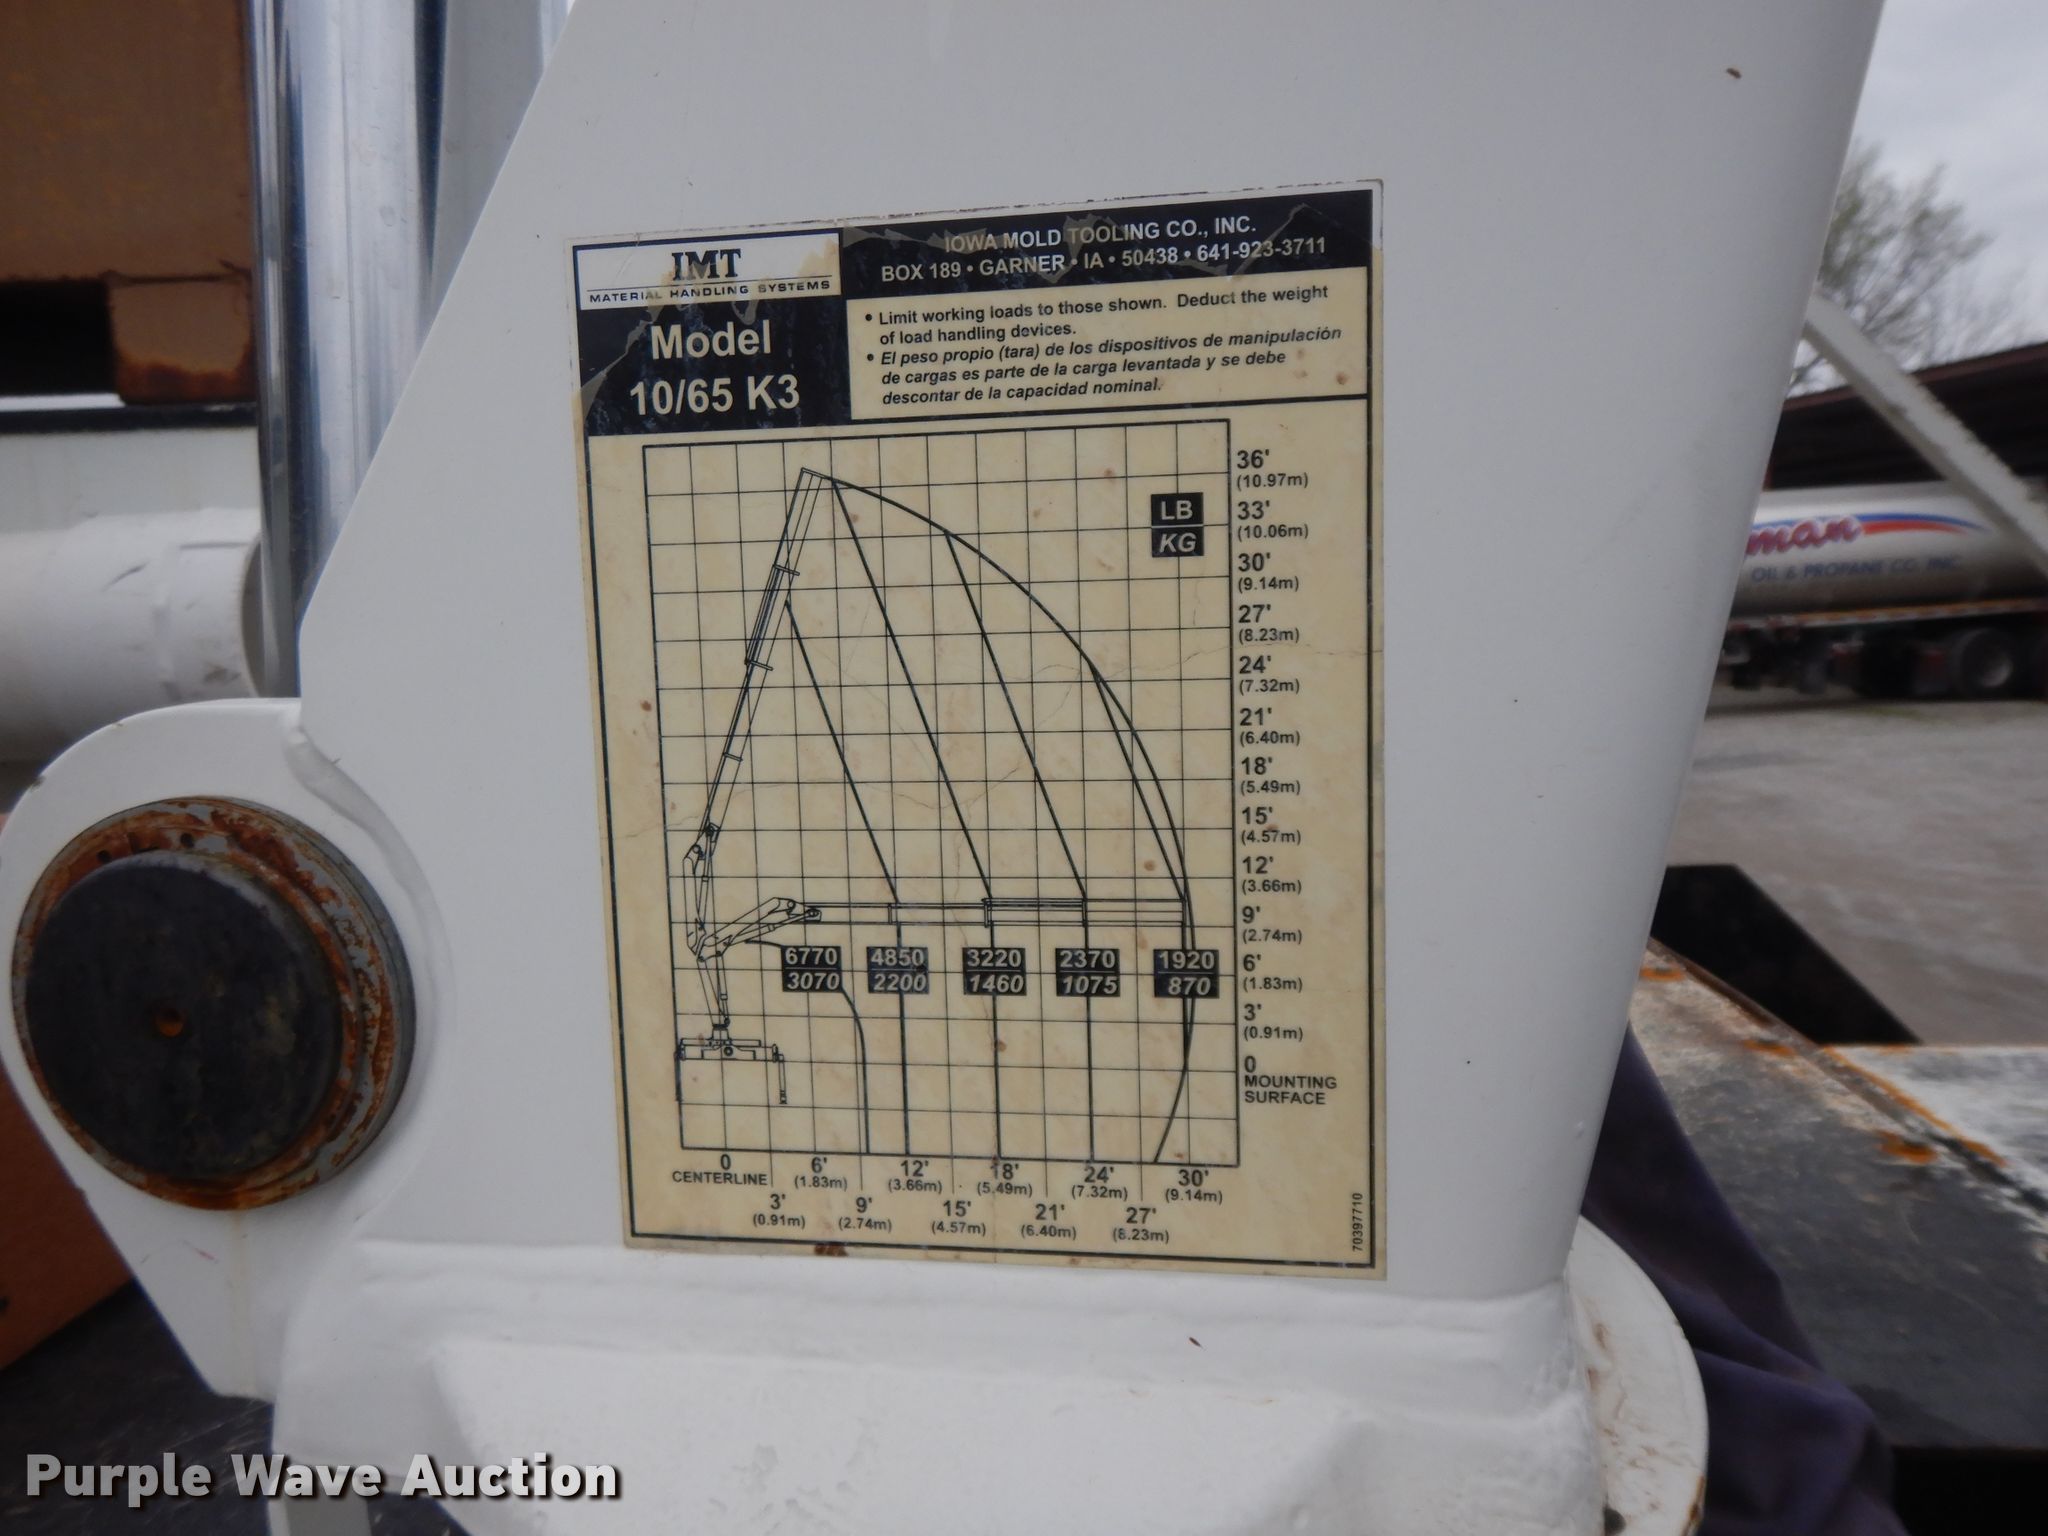 IMT
MATERIAL HANDLING SYSTEMS
Model
10/65 K3
IOWA MOLD TOOLING CO., INC.
BOX 189 • GARNER • IA • 50438 • 641-923-3711
• Limit working loads to those shown. Deduct the weight
of load handling devices.
• El peso propio (tara) de los dispositivos de manipulación
de cargas es parte de la carga levantada y se debe
descontar de la capacidad nominal.
LB
KG
36'
(10.97m)
33'
(10.06m)
30'
(9.14m)
27'
(8.23m)
24'
(7.32m)
21'
(6.40m)
18'
(5.49m)
15'
(4.57m)
12'
(3.66m)
9'
(2.74m)
6'
(1.83m)
3'
(0.91m)
0
MOUNTING
SURFACE
6770 4850 3220 2370 1920
3070 2200 1460 1075 870
0 6' 12' 18' 24' 30'
CENTERLINE (1.83m) (3.66m) (5.49m) (7.32m) (9.14m)
3' 9' 15' 21' 27'
(0.91m) (2.74m) (4.57m) (6.40m) (8.23m)
70397710
man
OIL & PROPANE CO. INC.
Purple Wave Auction